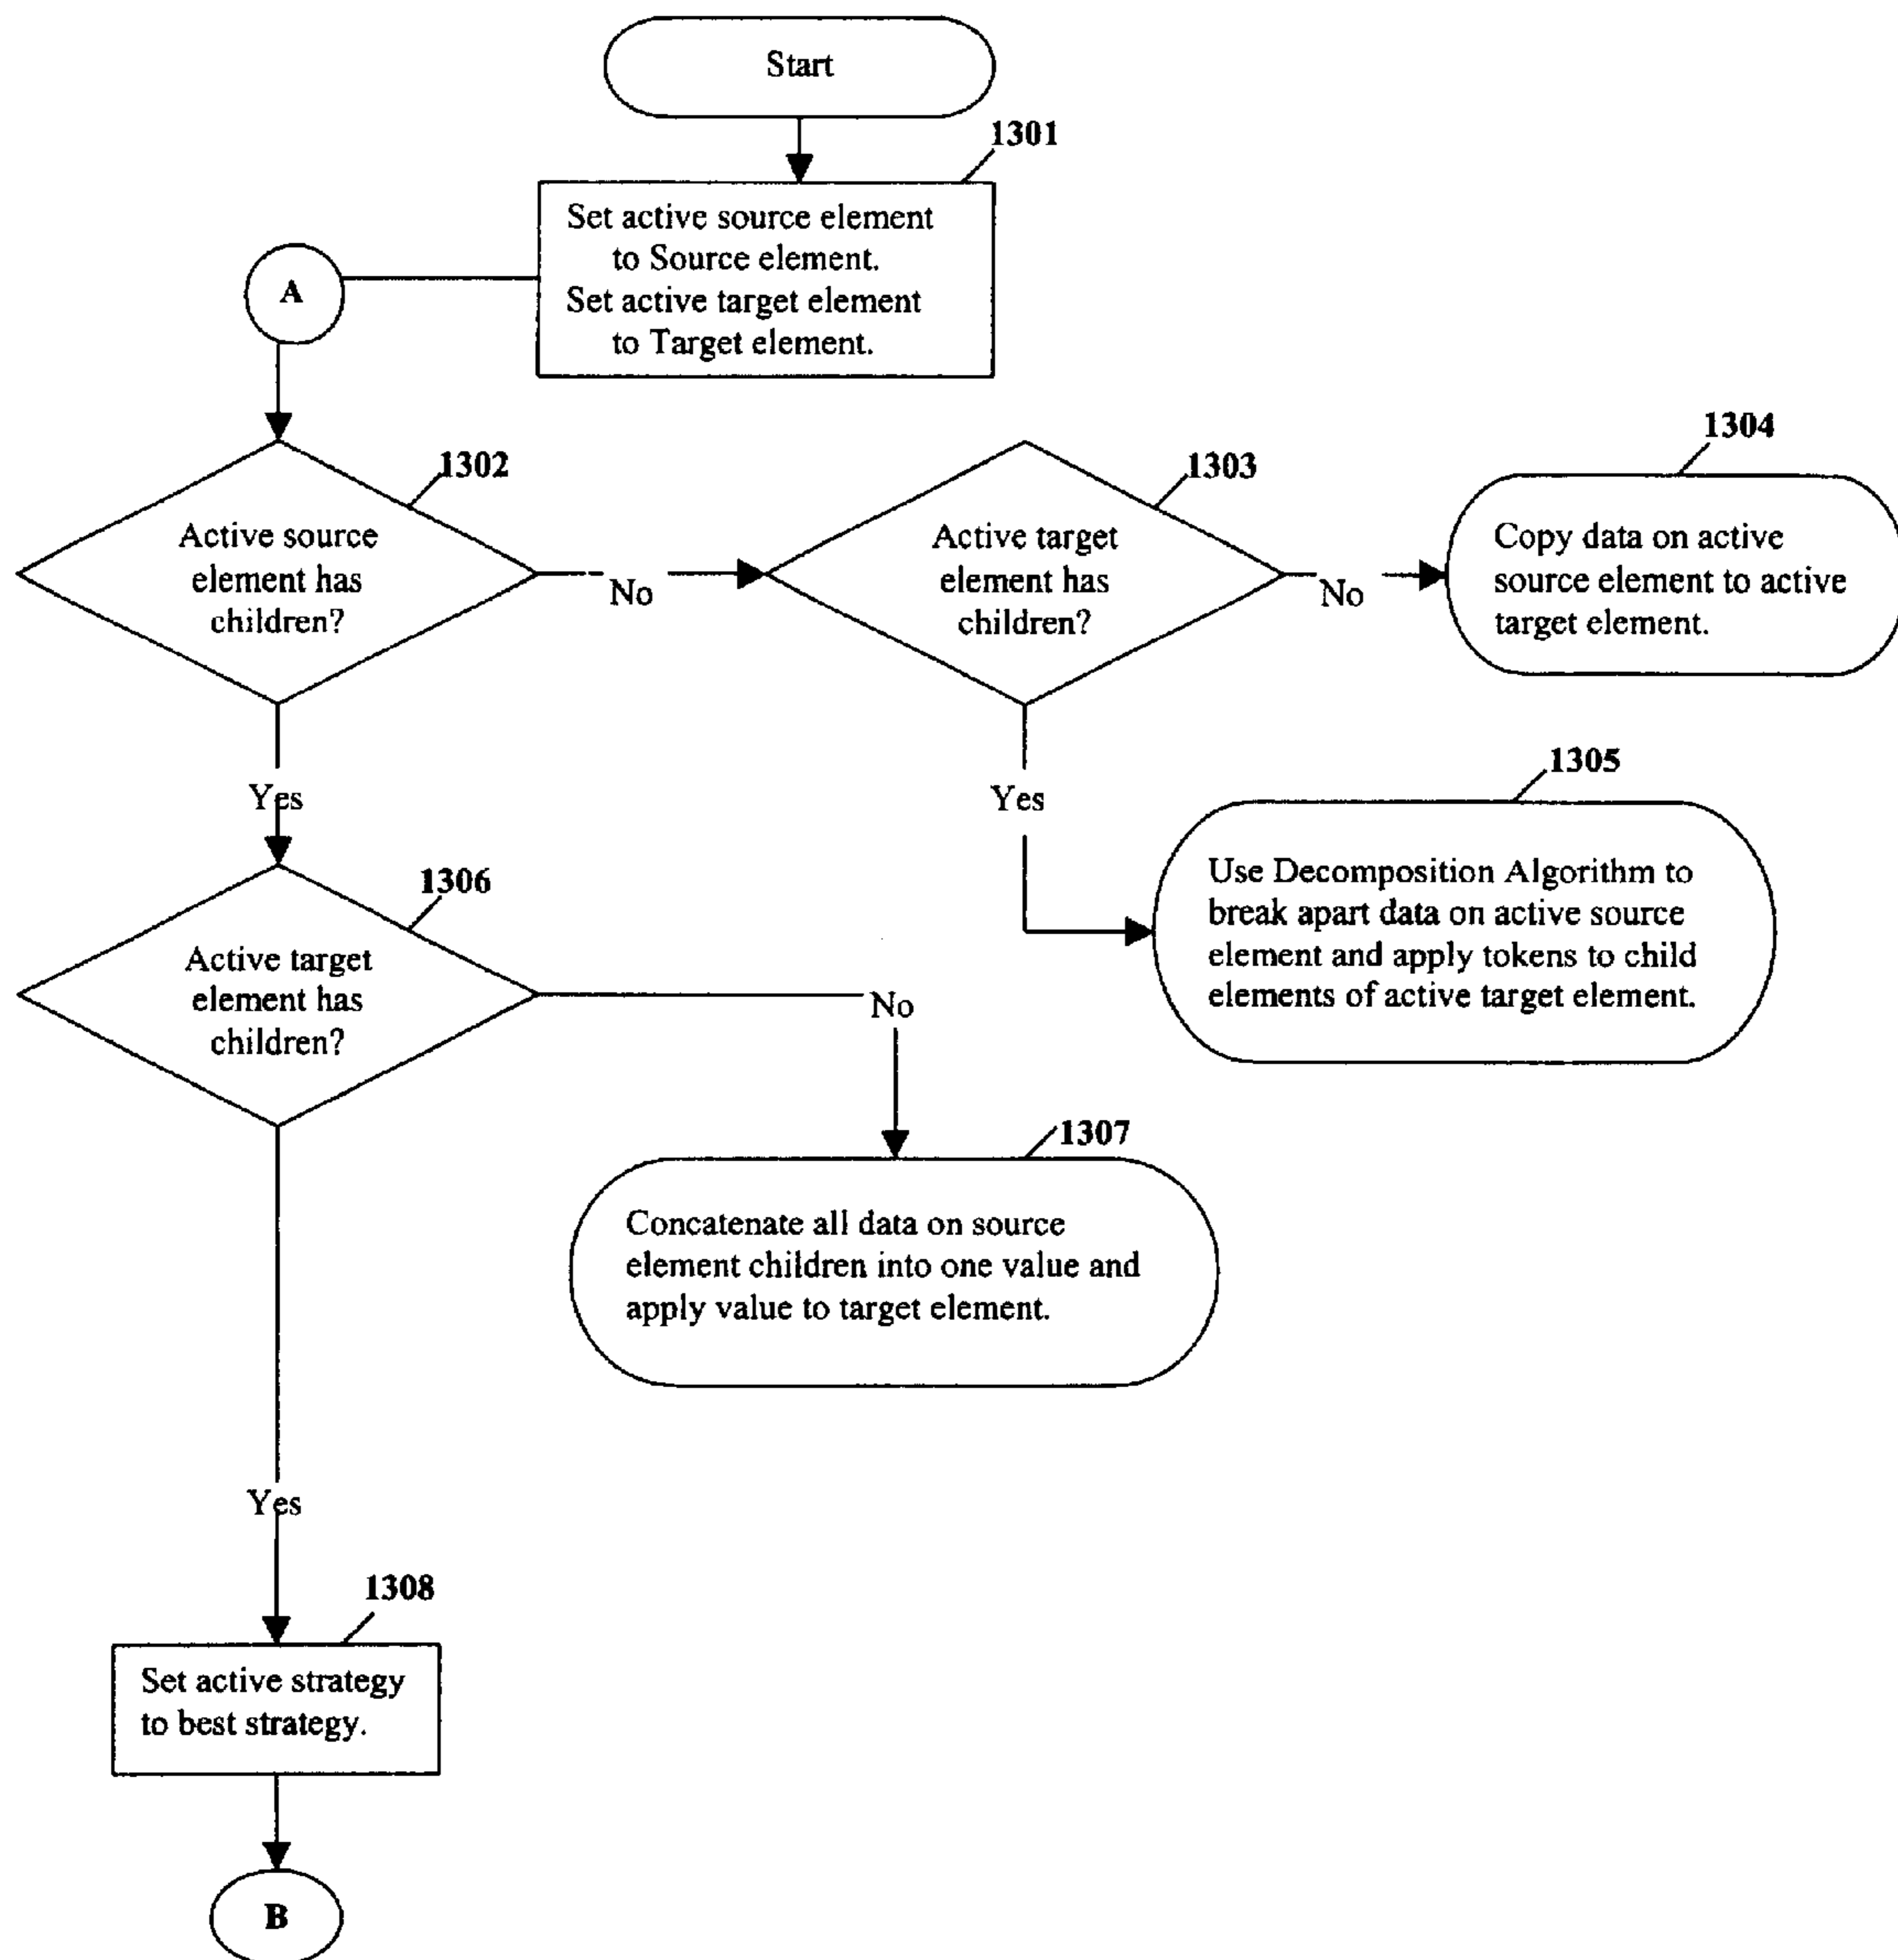 Start
1301
Set active source element
to Source element.
Set active target element
to Target element.
A
1302
Active source
element has
children?
No
1303
Active target
element has
children?
No
1304
Copy data on active
source element to active
target element.
Yes
Yes
1305
Use Decomposition Algorithm to
break apart data on active source
element and apply tokens to child
elements of active target element.
1306
Active target
element has
children?
No
1307
Concatenate all data on source
element children into one value and
apply value to target element.
Yes
1308
Set active strategy
to best strategy.
B